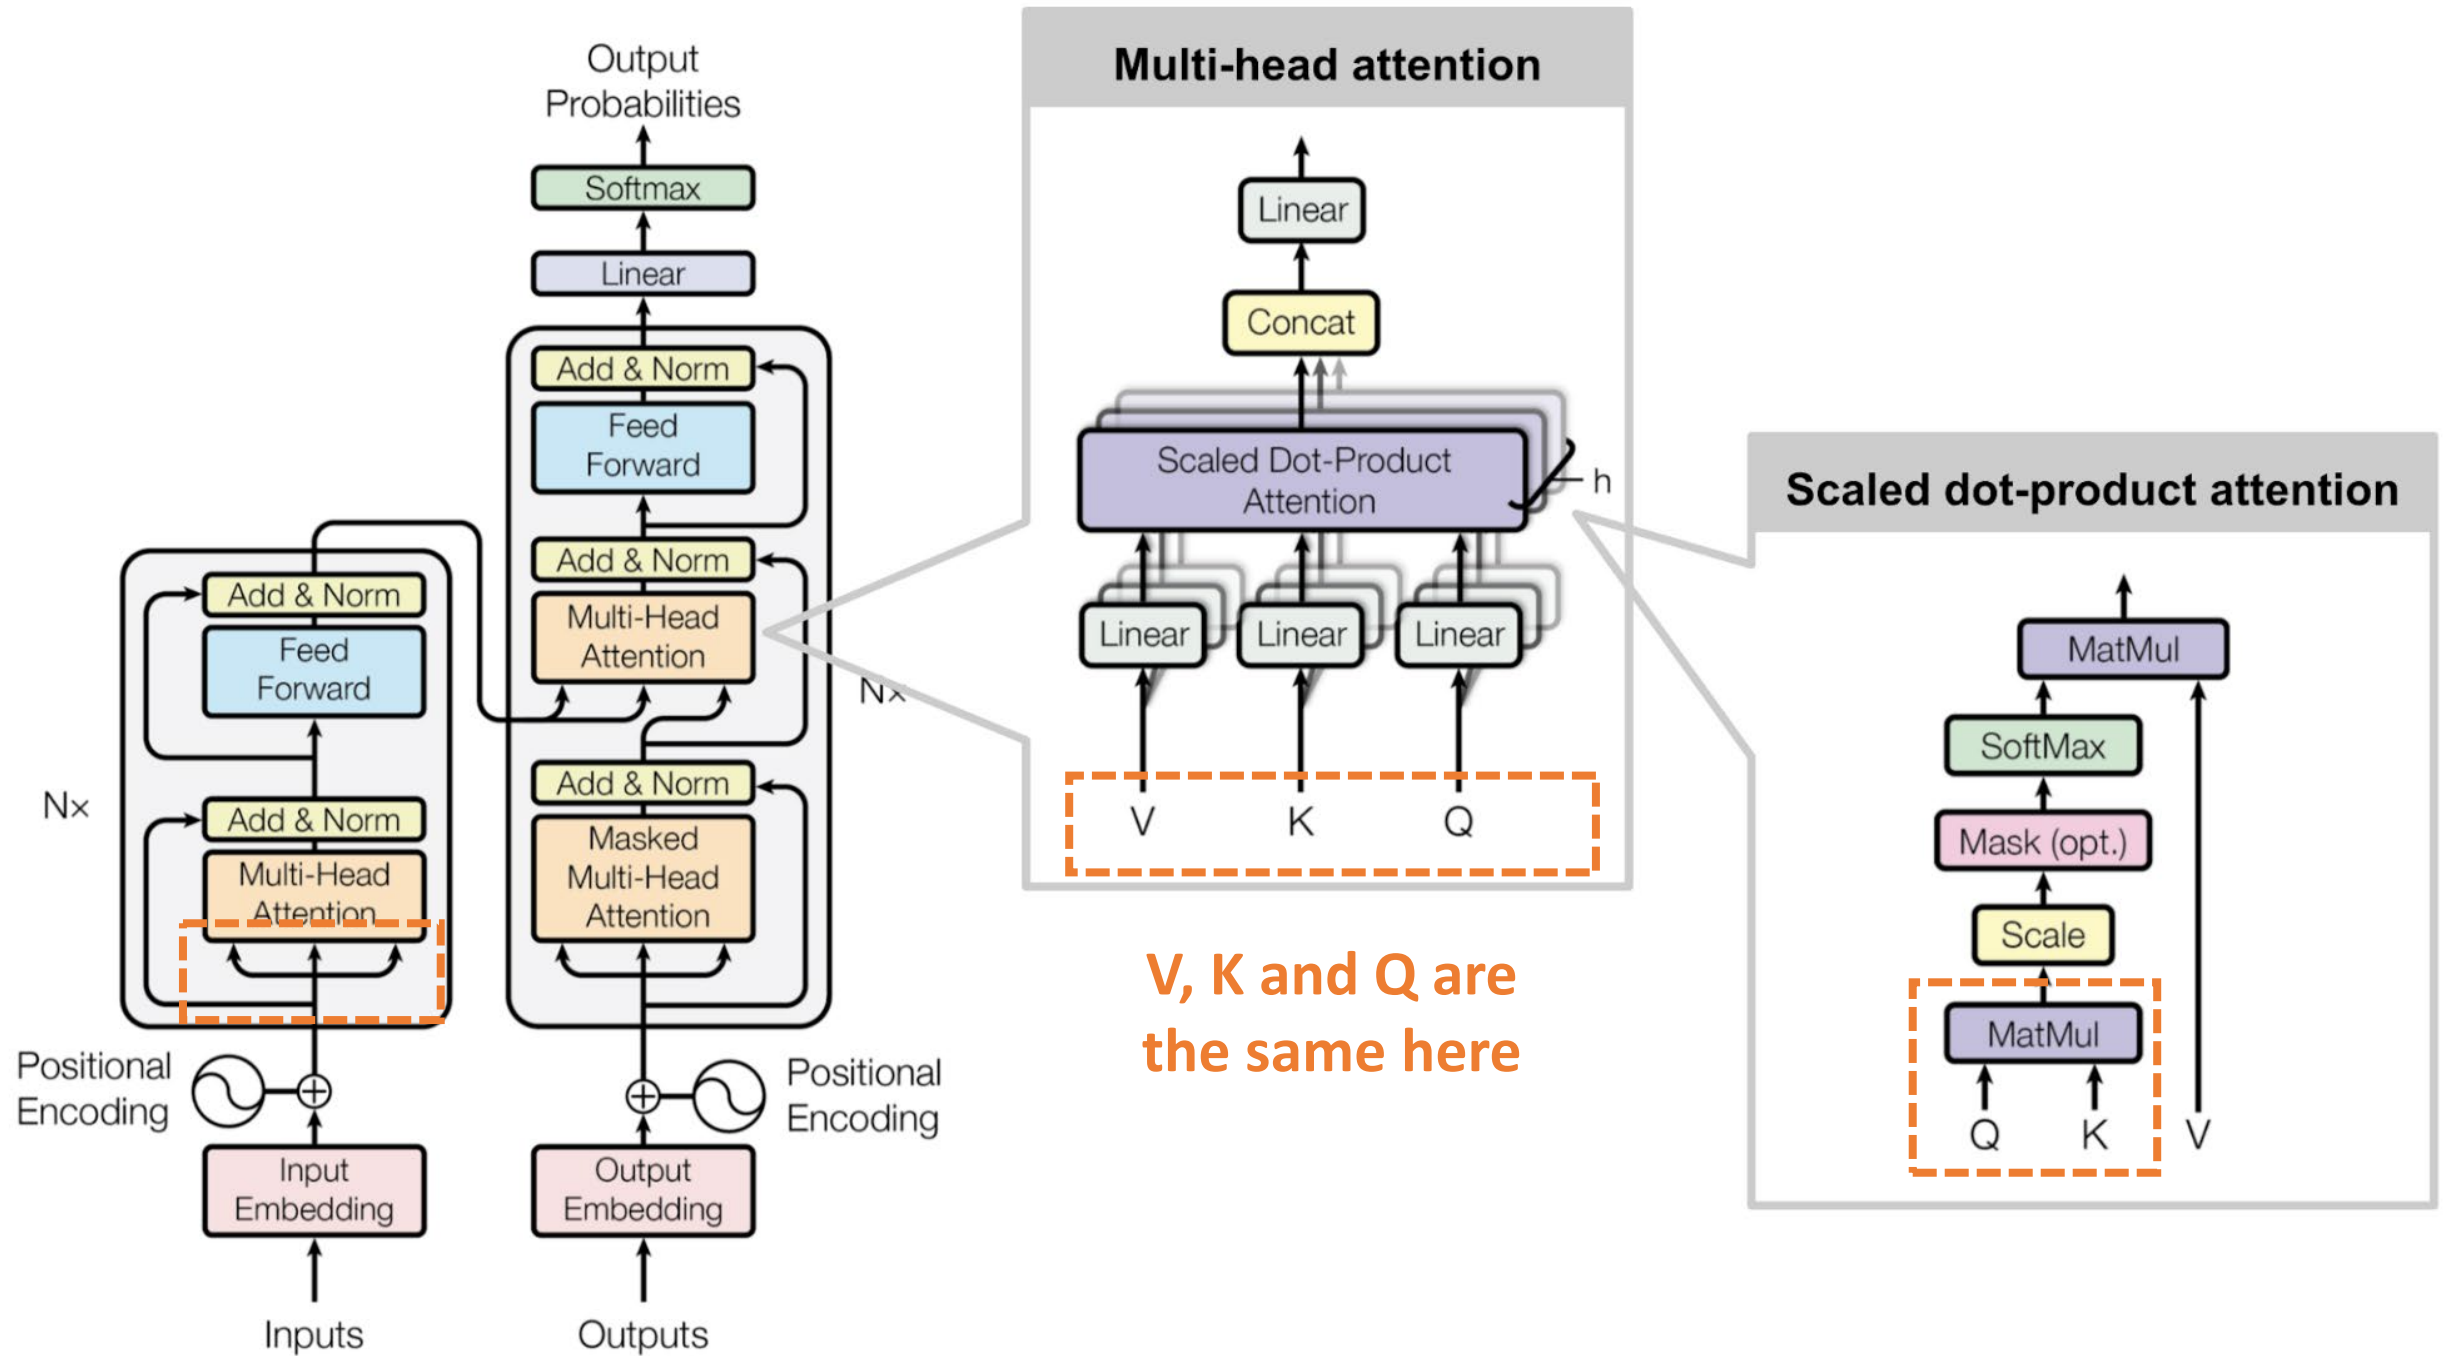 Output
Probabilities
Softmax
Linear
Add & Norm
Feed
Forward
Add & Norm
Multi-Head
Attention
Nx
Add & Norm
Masked
Multi-Head
Attention
Positional
Encoding
Output
Embedding
Outputs
Add & Norm
Feed
Forward
Nx
Add & Norm
Multi-Head
Attention
Positional
Encoding
Input
Embedding
Inputs
Multi-head attention
Linear
Concat
Scaled Dot-Product
Attention
h
Linear Linear Linear
V K Q
V, K and Q are
the same here
Scaled dot-product attention
MatMul
SoftMax
Mask (opt.)
Scale
MatMul
Q K V